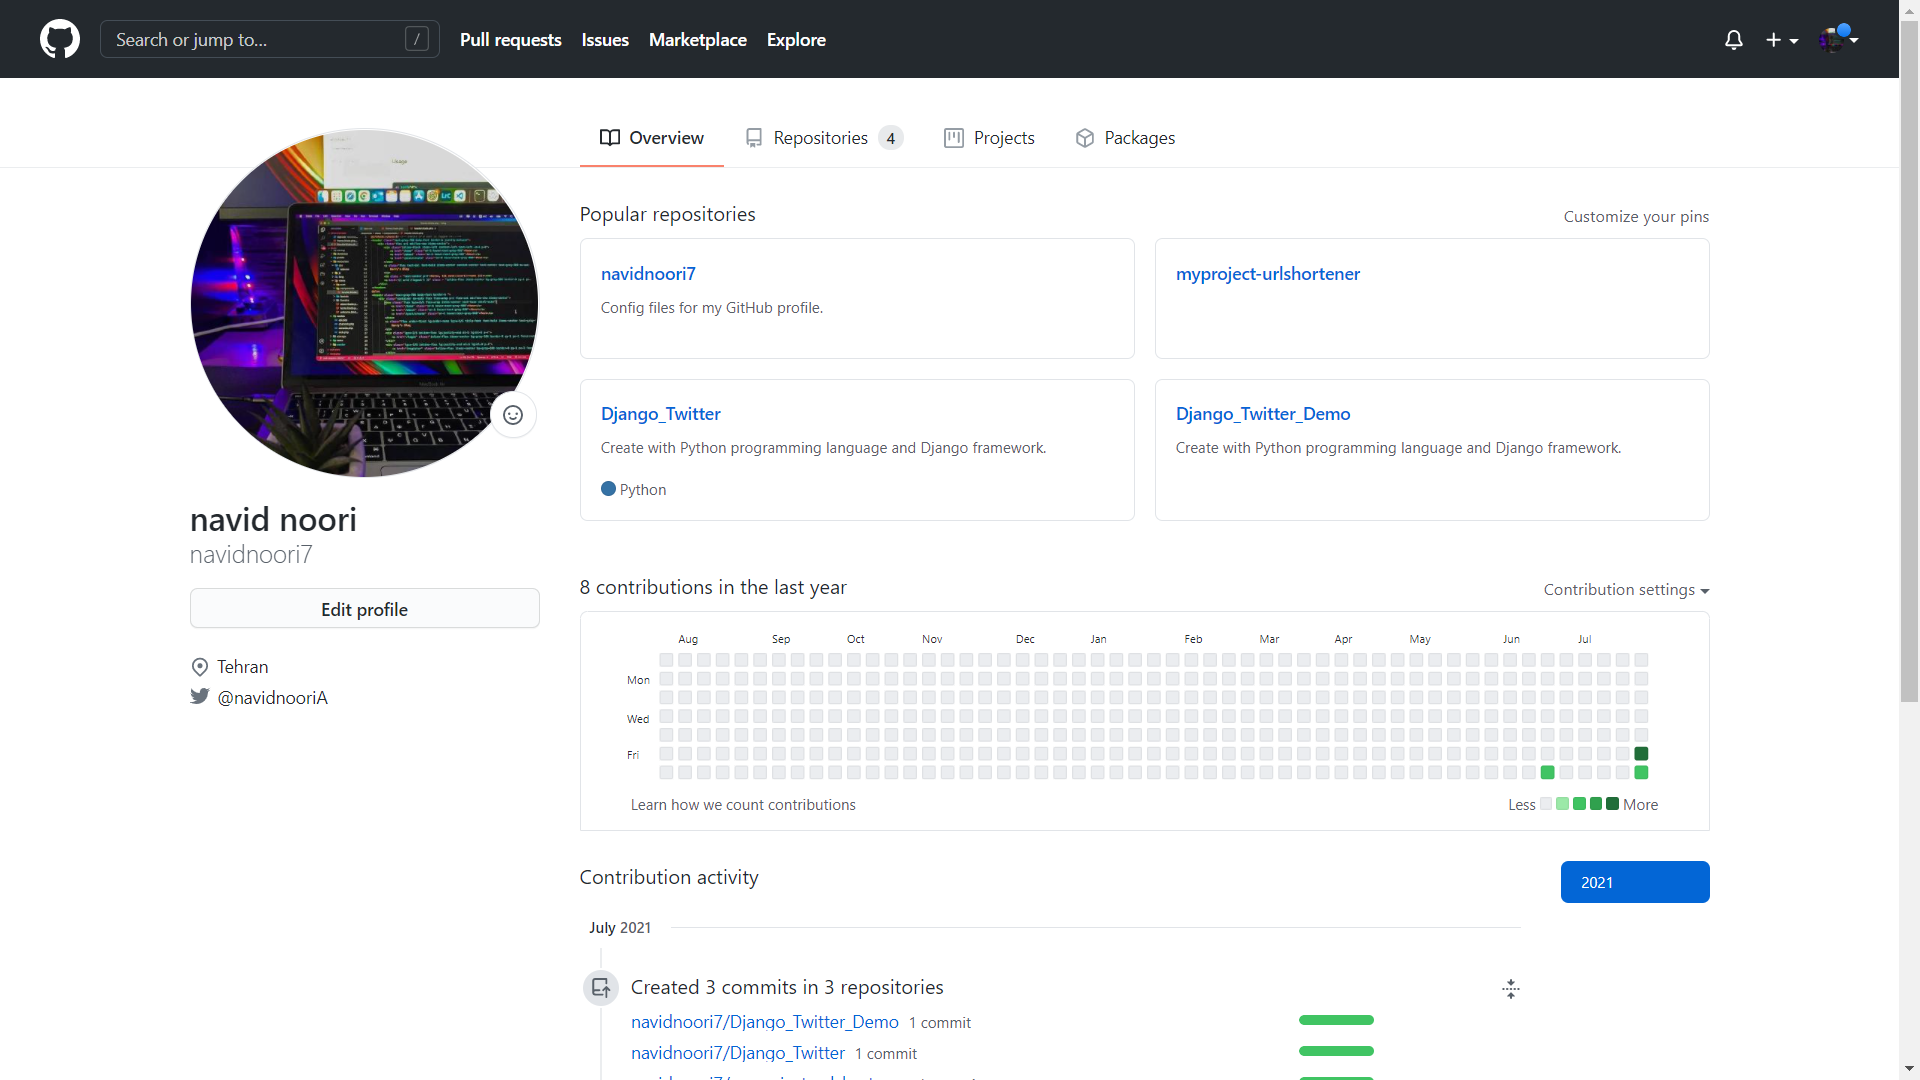 Search or jump to...
/
Pull requests
Issues
Marketplace
Explore
Overview
Repositories 4
Projects
Packages
Popular repositories
Customize your pins
navidnoori7
Config files for my GitHub profile.
myproject-urlshortener
Django_Twitter
Create with Python programming language and Django framework.
Python
Django_Twitter_Demo
Create with Python programming language and Django framework.
navid noori
navidnoori7
Edit profile
Tehran
@navidnooriA
8 contributions in the last year
Contribution settings
Aug Sep Oct Nov Dec Jan Feb Mar Apr May Jun Jul
Mon
Wed
Fri
Learn how we count contributions
Less More
Contribution activity
2021
July 2021
Created 3 commits in 3 repositories
navidnoori7/Django_Twitter_Demo 1 commit
navidnoori7/Django_Twitter 1 commit